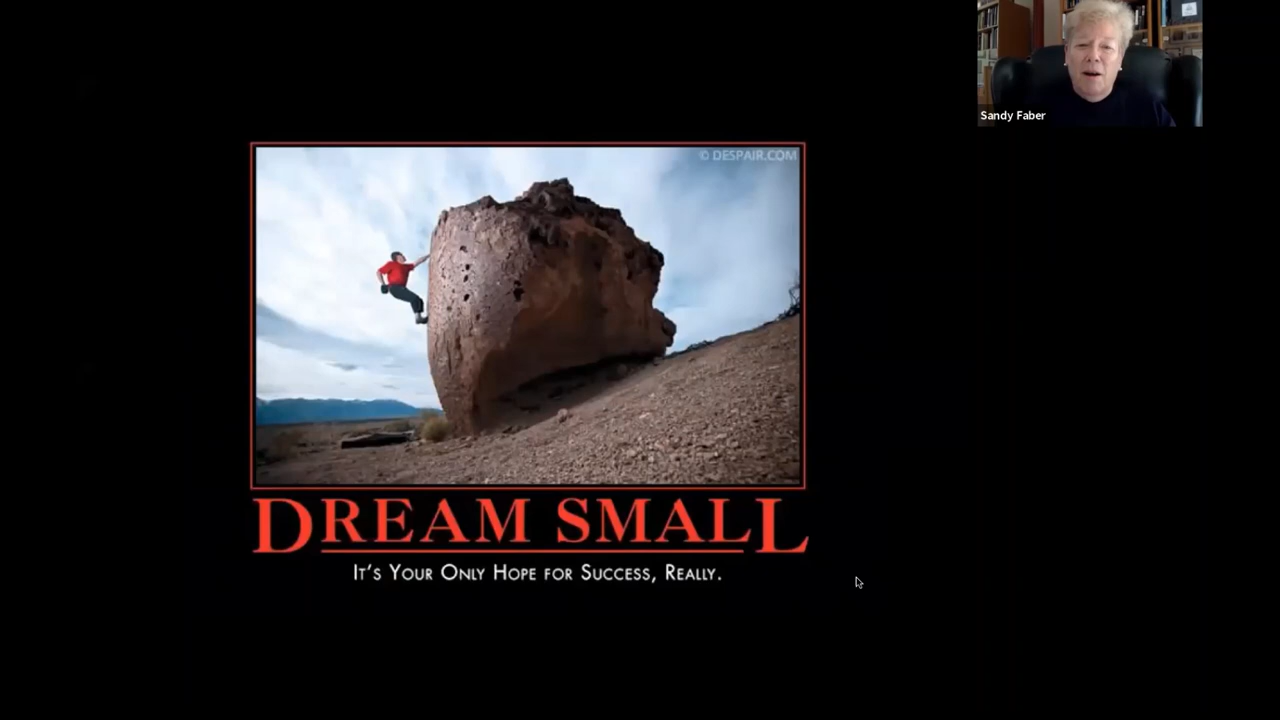 Sandy Faber
© DESPAIR.COM
DREAM SMALL
IT'S YOUR ONLY HOPE FOR SUCCESS, REALLY.